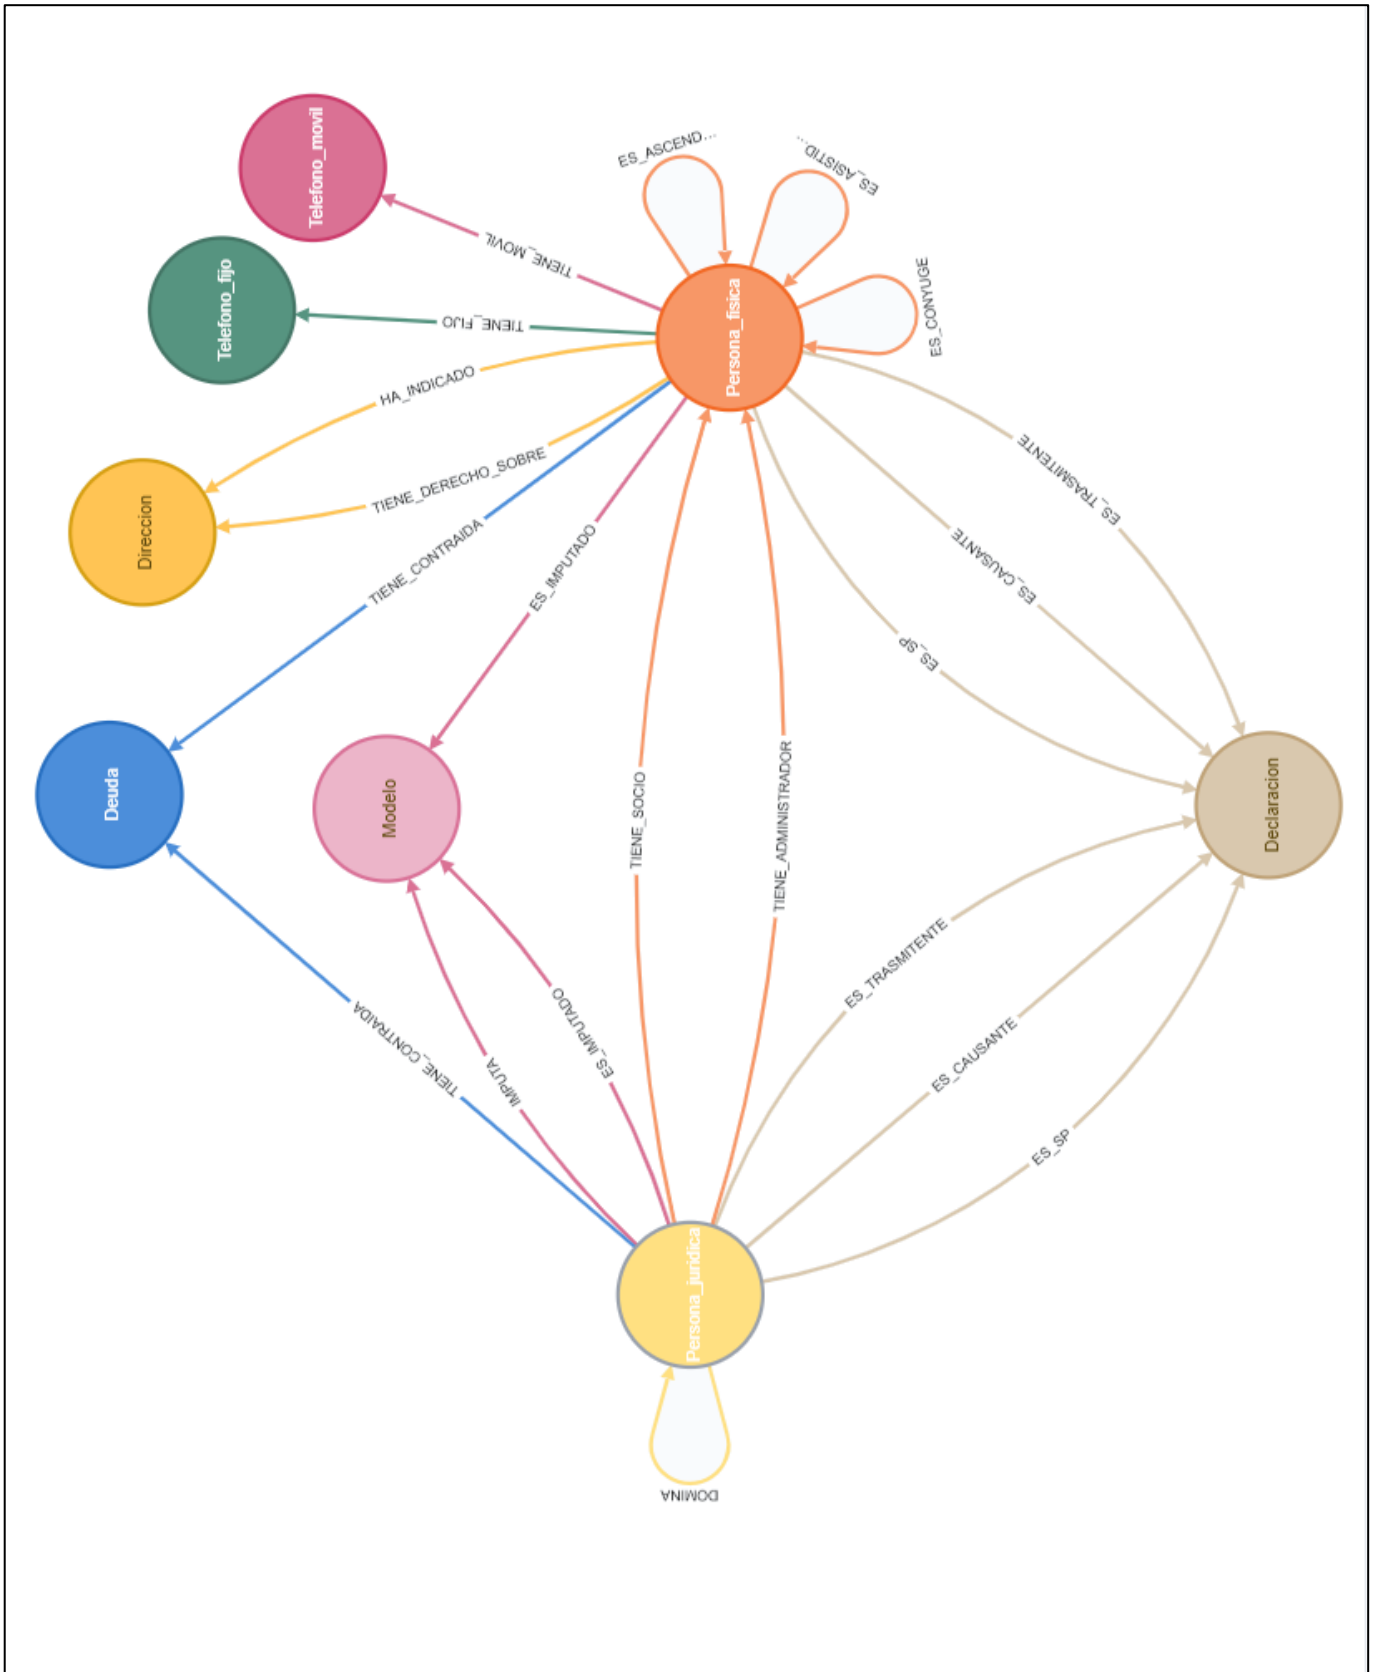 Telefono_movil
ES_ASCEND...
ES_ASISTID...
TIENE_MOVIL
Telefono_fijo
TIENE_FIJO
Persona_fisica
ES_CONYUGE
HA_INDICADO
TIENE_DERECHO_SOBRE
Direccion
TIENE_CONTRAIDA
ES_IMPUTADO
ES_TRASMITENTE
ES_CAUSANTE
ES_SP
Deuda
Modelo
TIENE_SOCIO
TIENE_ADMINISTRADOR
Declaracion
TIENE_CONTRAIDA
IMPUTA
ES_IMPUTADO
ES_TRASMITENTE
ES_CAUSANTE
ES_SP
Persona_juridica
DOMINA